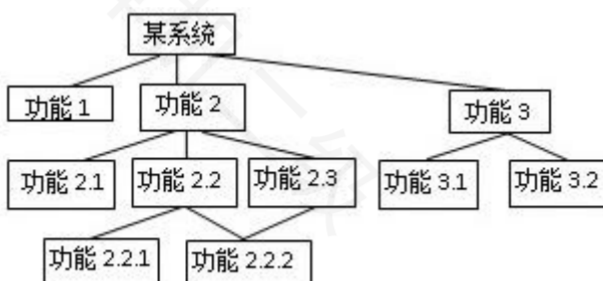 某系统
功能 1
功能 2
功能 3
功能 2.1
功能 2.2
功能 2.3
功能 3.1
功能 3.2
功能 2.2.1
功能 2.2.2